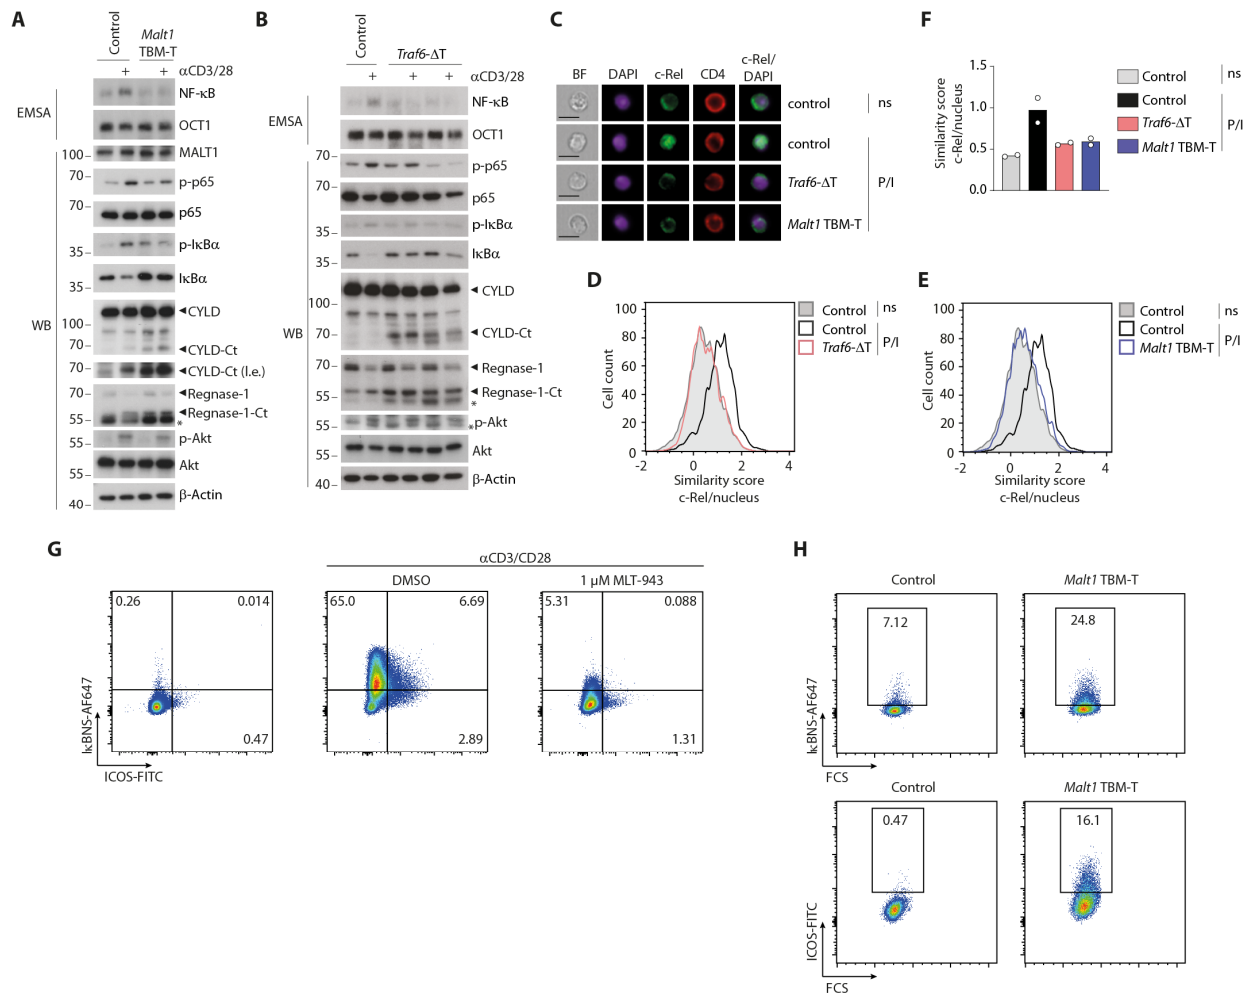 A
Control
Malt1
TBM-T
+ + αCD3/28
EMSA
NF-κB
OCT1
WB
100
MALT1
70
p-p65
70
p65
35
p-IκBα
35
IκBα
100
CYLD
70
CYLD-Ct
70
CYLD-Ct (l.e.)
70
Regnase-1
55
Regnase-1-Ct
*
55
p-Akt
55
Akt
40
β-Actin
B
Control
Traf6-ΔT
+ + + αCD3/28
EMSA
NF-κB
OCT1
WB
70
p-p65
70
p65
35
p-IκBα
35
IκBα
CYLD
100
70
CYLD-Ct
70
Regnase-1
55
Regnase-1-Ct
*
55
* p-Akt
55
Akt
40
β-Actin
C
BF DAPI c-Rel CD4 c-Rel/
DAPI
control ns
control
Traf6-ΔT P/I
Malt1 TBM-T
D
100
80
60
40
20
0
Cell count
-2 0 2 4
Similarity score
c-Rel/nucleus
Control ns
Control P/I
Traf6-ΔT
E
100
80
60
40
20
0
Cell count
-2 0 2 4
Similarity score
c-Rel/nucleus
Control ns
Control P/I
Malt1 TBM-T
F
Similarity score
c-Rel/nucleus
1.5
1.0
0.5
0.0
Control ns
Control
Traf6-ΔT P/I
Malt1 TBM-T
G
αCD3/CD28
DMSO 1 μM MLT-943
0.26 0.014
0.47
65.0 6.69
2.89
5.31 0.088
1.31
IκBNS-AF647
ICOS-FITC
H
Control Malt1 TBM-T
7.12 24.8
IκBNS-AF647
FCS
Control Malt1 TBM-T
0.47 16.1
ICOS-FITC
FCS